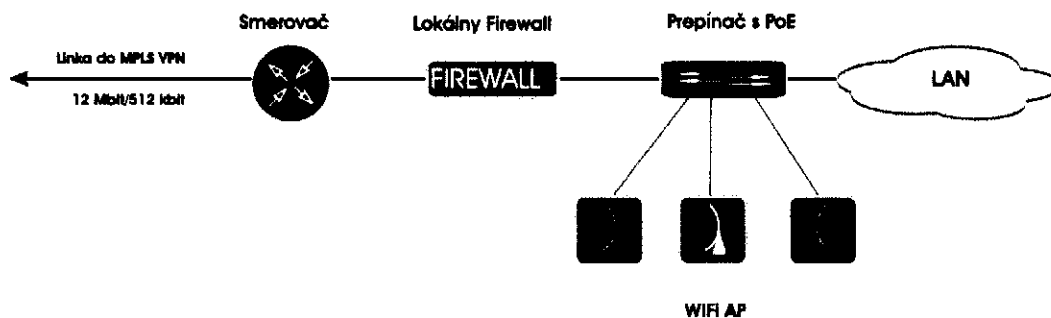 Smerovač
Lokálny Firewall
Prepínač s PoE
Linka do MPLS VPN
12 Mbit/512 kbit
FIREWALL
LAN
WiFi AP